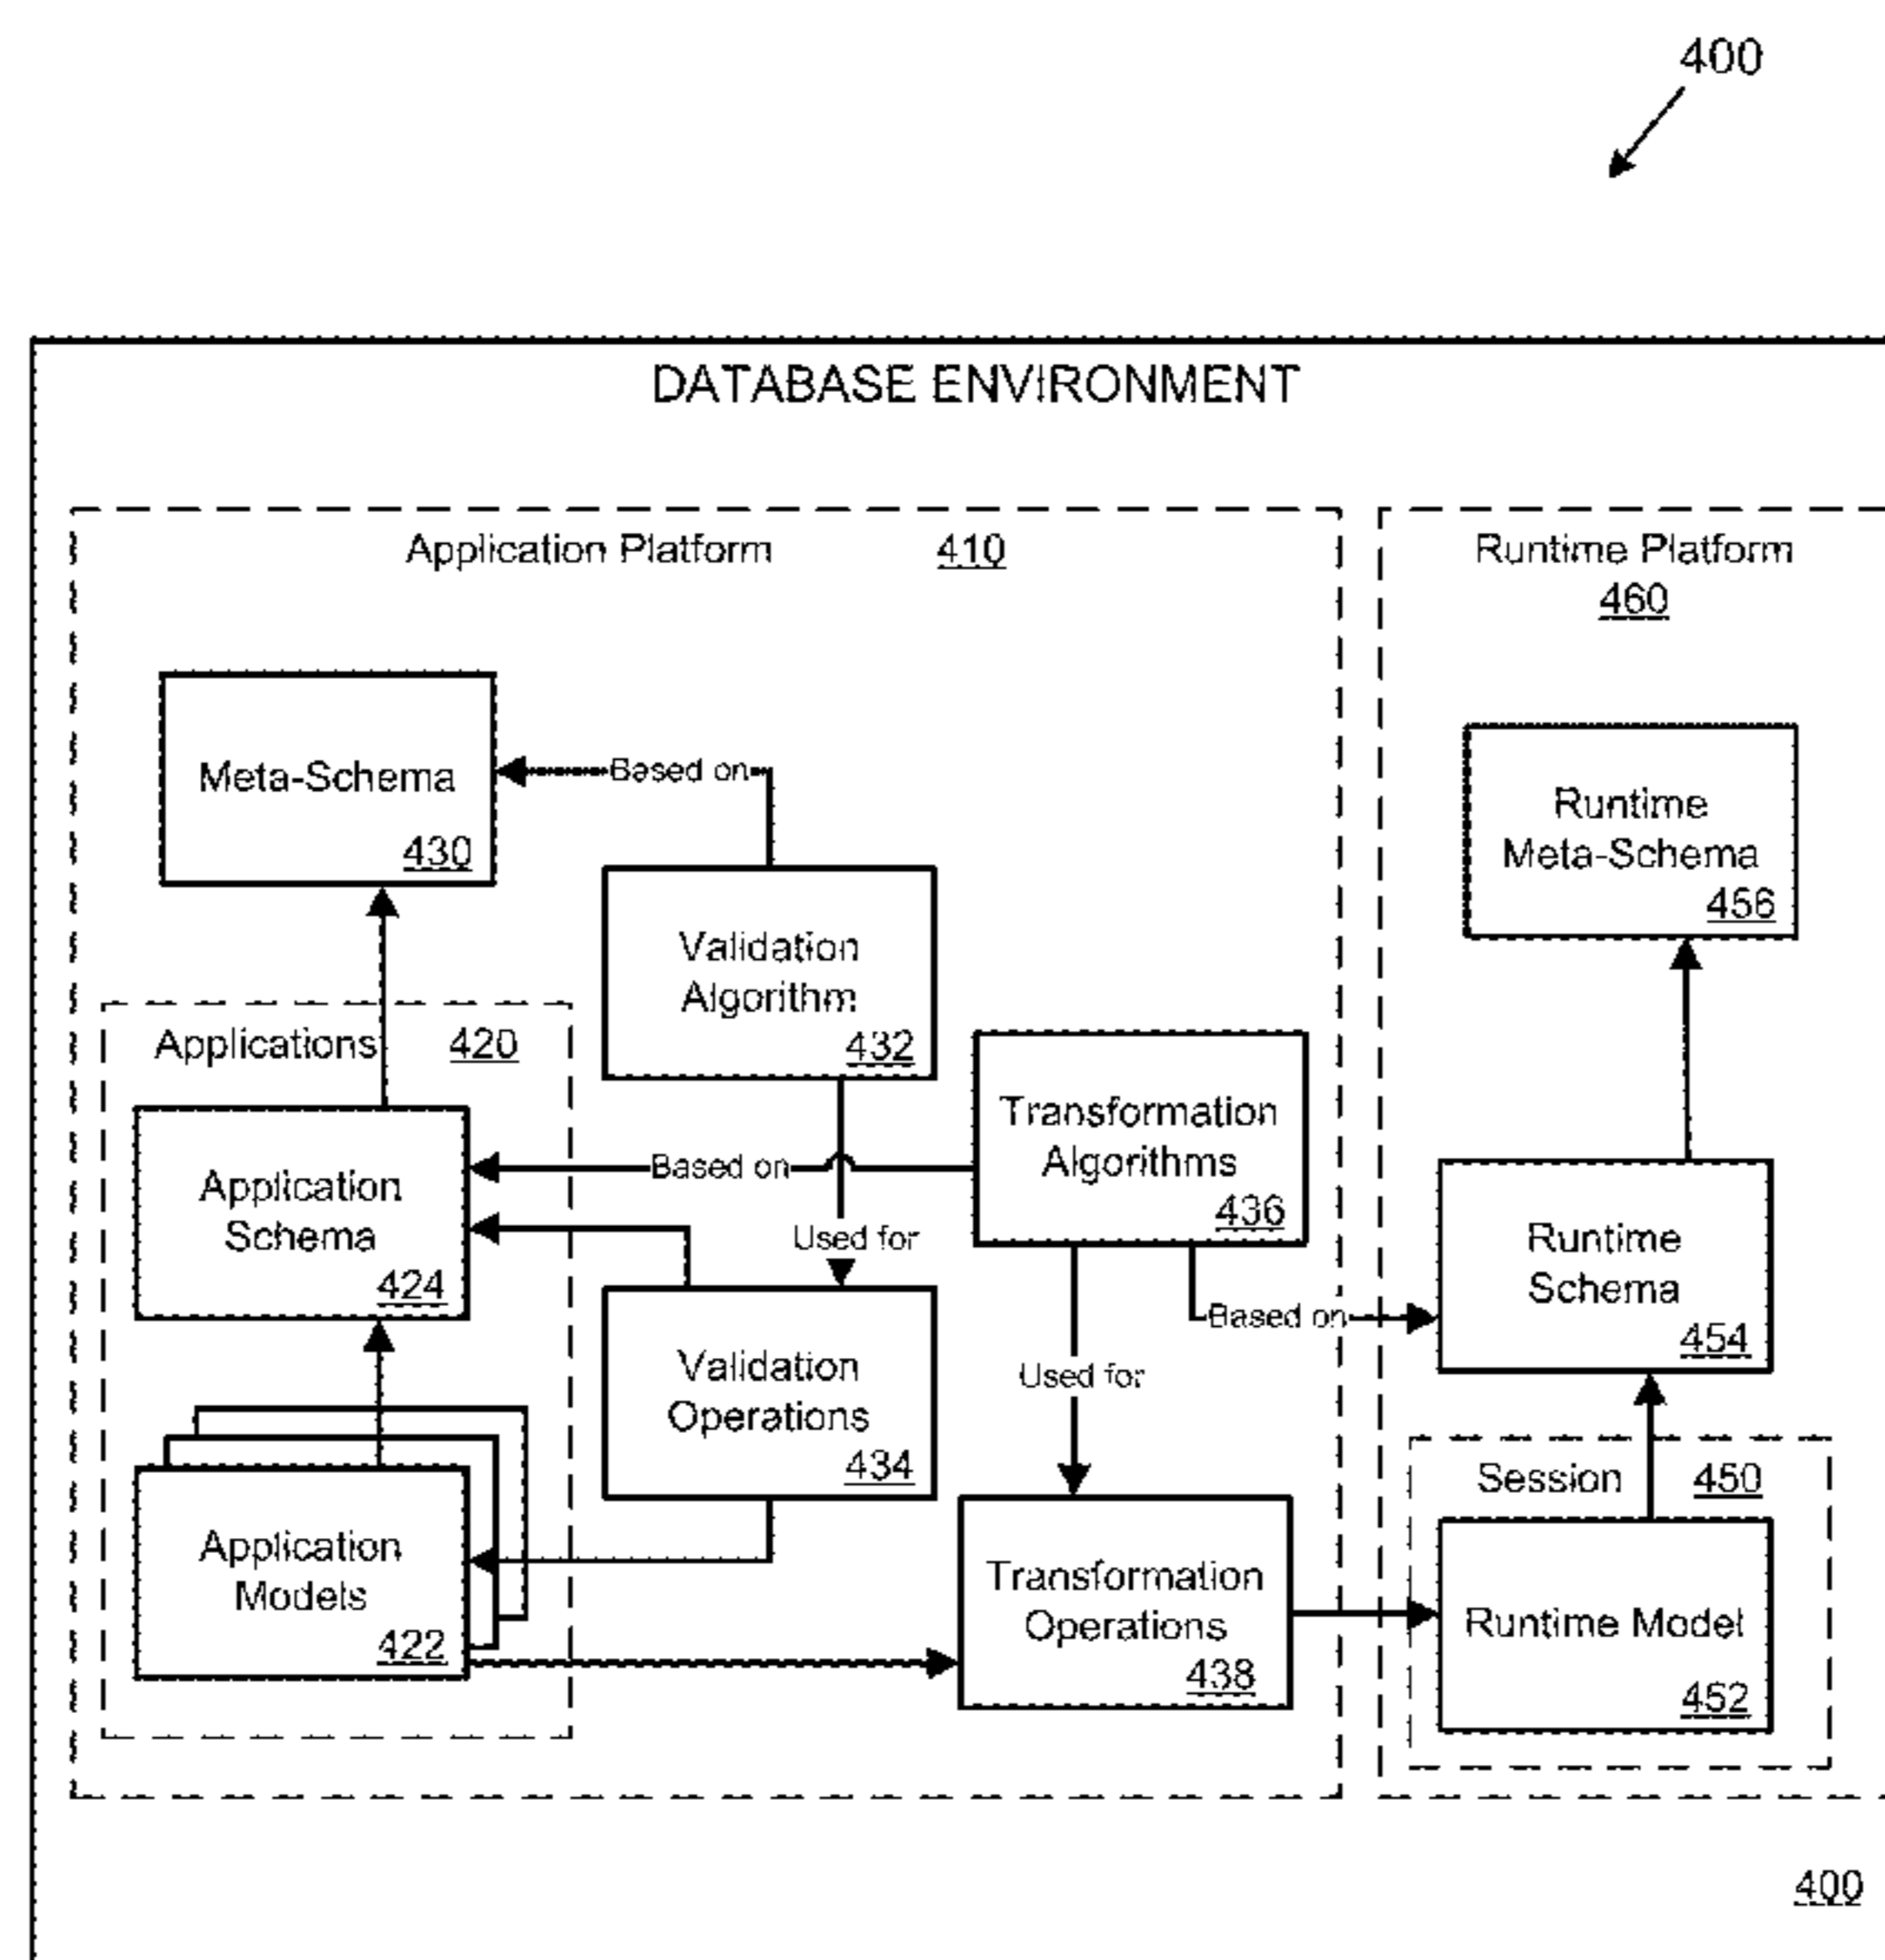 400
DATABASE ENVIRONMENT
Application Platform 410
Runtime Platform
460
Meta-Schema
430
Based on
Runtime
Meta-Schema
456
Validation
Algorithm
432
Applications 420
Transformation
Algorithms
436
Application
Schema
424
Based on
Used for
Runtime
Schema
454
Based on
Validation
Operations
434
Used for
Session 450
Application
Models
422
Transformation
Operations
438
Runtime Model
452
400